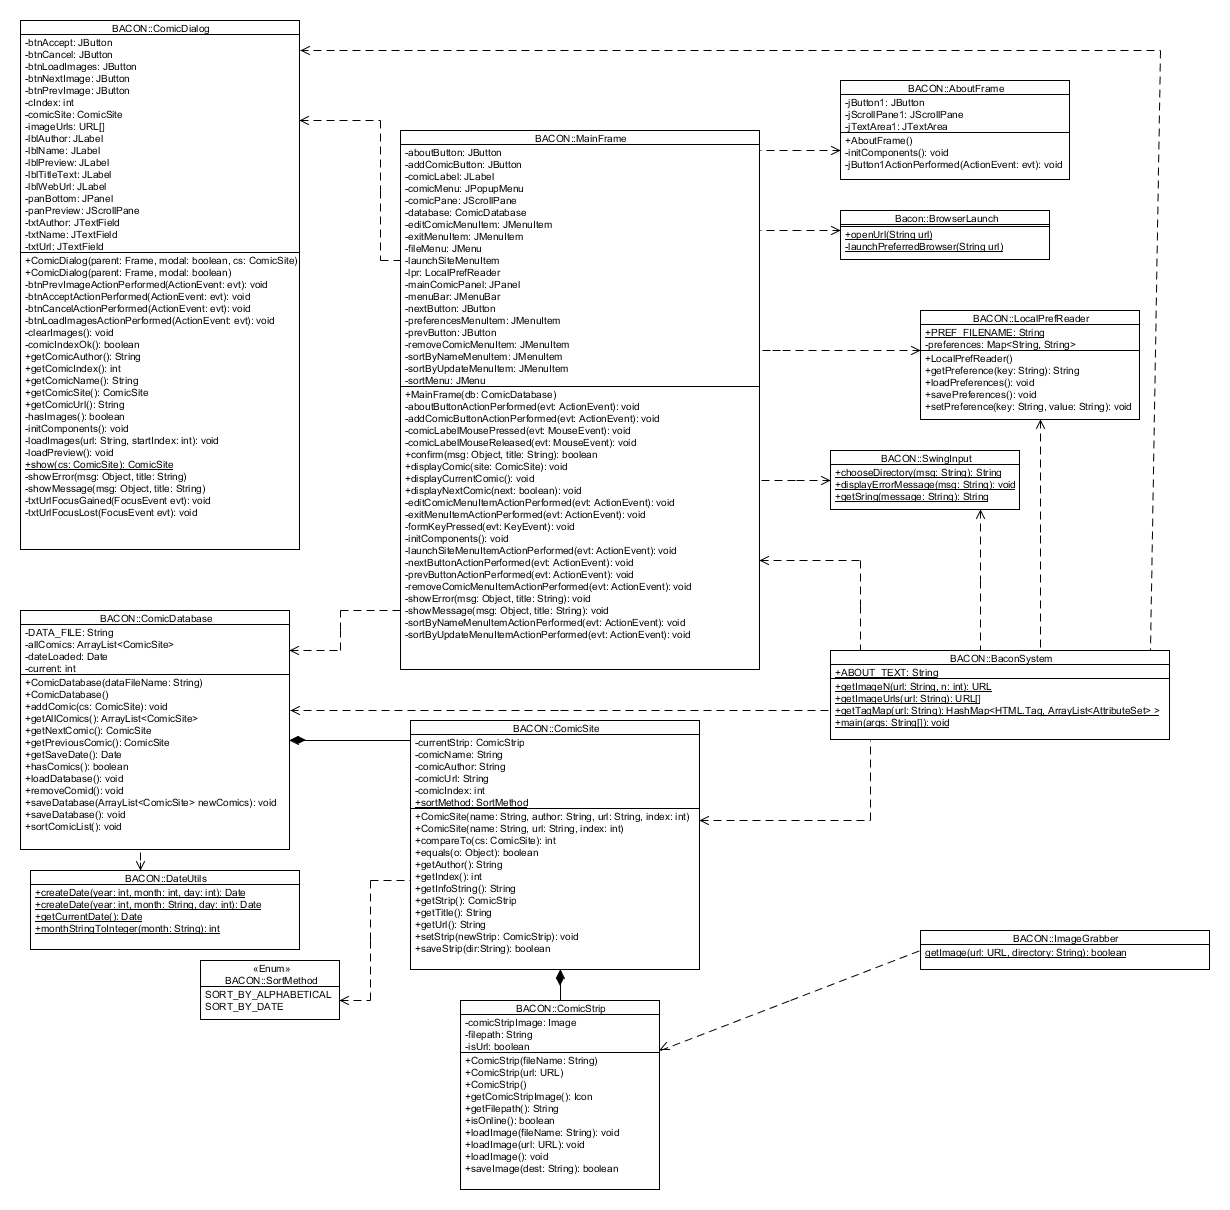 BACON::ComicDialog
-btnAccept: JButton
-btnCancel: JButton
-btnLoadImages: JButton
-btnNextImage: JButton
-btnPrevImage: JButton
-cIndex: int
-comicSite: ComicSite
-imageUrls: URL[]
-lblAuthor: JLabel
-lblName: JLabel
-lblPreview: JLabel
-lblTitleText: JLabel
-lblWebUrl: JLabel
-panBottom: JPanel
-panPreview: JScrollPane
-txtAuthor: JTextField
-txtName: JTextField
-txtUrl: JTextField
+ComicDialog(parent: Frame, modal: boolean, cs: ComicSite)
+ComicDialog(parent: Frame, modal: boolean)
-btnPrevImageActionPerformed(ActionEvent: evt): void
-btnAcceptActionPerformed(ActionEvent: evt): void
-btnCancelActionPerformed(ActionEvent: evt): void
-btnLoadImagesActionPerformed(ActionEvent: evt): void
-clearImages(): void
-comicIndexOk(): boolean
+getComicAuthor(): String
+getComicIndex(): int
+getComicName(): String
+getComicSite(): ComicSite
+getComicUrl(): String
-hasImages(): boolean
-initComponents(): void
-loadImages(url: String, startIndex: int): void
-loadPreview(): void
+show(cs: ComicSite): ComicSite
-showError(msg: Object, title: String)
-showMessage(msg: Object, title: String)
-txtUrlFocusGained(FocusEvent evt): void
-txtUrlFocusLost(FocusEvent evt): void
BACON::MainFrame
-aboutButton: JButton
-addComicButton: JButton
-comicLabel: JLabel
-comicMenu: JPopupMenu
-comicPane: JScrollPane
-database: ComicDatabase
-editComicMenuItem: JMenuItem
-exitMenuItem: JMenuItem
-fileMenu: JMenu
-launchSiteMenuItem
-lpr: LocalPrefReader
-mainComicPanel: JPanel
-menuBar: JMenuBar
-nextButton: JButton
-preferencesMenuItem: JMenuItem
-prevButton: JButton
-removeComicMenuItem: JMenuItem
-sortByNameMenuItem: JMenuItem
-sortByUpdateMenuItem: JMenuItem
-sortMenu: JMenu
+MainFrame(db: ComicDatabase)
-aboutButtonActionPerformed(evt: ActionEvent): void
-addComicButtonActionPerformed(evt: ActionEvent): void
-comicLabelMousePressed(evt: MouseEvent): void
-comicLabelMouseReleased(evt: MouseEvent): void
+confirm(msg: Object, title: String): boolean
+displayComic(site: ComicSite): void
+displayCurrentComic(): void
+displayNextComic(next: boolean): void
-editComicMenuItemActionPerformed(evt: ActionEvent): void
-exitMenuItemActionPerformed(evt: ActionEvent): void
-formKeyPressed(evt: KeyEvent): void
-initComponents(): void
-launchSiteMenuItemActionPerformed(evt: ActionEvent): void
-nextButtonActionPerformed(evt: ActionEvent): void
-prevButtonActionPerformed(evt: ActionEvent): void
-removeComicMenuItemActionPerformed(evt: ActionEvent): void
-showError(msg: Object, title: String): void
-showMessage(msg: Object, title: String): void
-sortByNameMenuItemActionPerformed(evt: ActionEvent): void
-sortByUpdateMenuItemActionPerformed(evt: ActionEvent): void
BACON::AboutFrame
-jButton1: JButton
-jScrollPane1: JScrollPane
-jTextArea1: JTextArea
+AboutFrame()
-initComponents(): void
-jButton1ActionPerformed(ActionEvent: evt): void
Bacon::BrowserLaunch
+openUrl(String url)
-launchPreferredBrowser(String url)
BACON::LocalPrefReader
+PREF_FILENAME: String
-preferences: Map<String, String>
+LocalPrefReader()
+getPreference(key: String): String
+loadPreferences(): void
+savePreferences(): void
+setPreference(key: String, value: String): void
BACON::SwingInput
+chooseDirectory(msg: String): String
+displayErrorMessage(msg: String): void
+getSring(message: String): String
BACON::ComicDatabase
-DATA_FILE: String
-allComics: ArrayList<ComicSite>
-dateLoaded: Date
-current: int
+ComicDatabase(dataFileName: String)
+ComicDatabase()
+addComic(cs: ComicSite): void
+getAllComics(): ArrayList<ComicSite>
+getNextComic(): ComicSite
+getPreviousComic(): ComicSite
+getSaveDate(): Date
+hasComics(): boolean
+loadDatabase(): void
+removeComid(): void
+saveDatabase(ArrayList<ComicSite> newComics): void
+saveDatabase(): void
+sortComicList(): void
BACON::BaconSystem
+ABOUT_TEXT: String
+getImageN(url: String, n: int): URL
+getImageUrls(url: String): URL[]
+getTagMap(url: String): HashMap<HTML.Tag, ArrayList<AttributeSet> >
+main(args: String[]): void
BACON::ComicSite
-currentStrip: ComicStrip
-comicName: String
-comicAuthor: String
-comicUrl: String
-comicIndex: int
+sortMethod: SortMethod
+ComicSite(name: String, author: String, url: String, index: int)
+ComicSite(name: String, url: String, index: int)
+compareTo(cs: ComicSite): int
+equals(o: Object): boolean
+getAuthor(): String
+getIndex(): int
+getInfoString(): String
+getStrip(): ComicStrip
+getTitle(): String
+getUrl(): String
+setStrip(newStrip: ComicStrip): void
+saveStrip(dir:String): boolean
BACON::DateUtils
+createDate(year: int, month: int, day: int): Date
+createDate(year: int, month: String, day: int): Date
+getCurrentDate(): Date
+monthStringToInteger(month: String): int
«Enum»
BACON::SortMethod
SORT_BY_ALPHABETICAL
SORT_BY_DATE
BACON::ImageGrabber
getImage(url: URL, directory: String): boolean
BACON::ComicStrip
-comicStripImage: Image
-filepath: String
-isUrl: boolean
+ComicStrip(fileName: String)
+ComicStrip(url: URL)
+ComicStrip()
+getComicStripImage(): Icon
+getFilepath(): String
+isOnline(): boolean
+loadImage(fileName: String): void
+loadImage(url: URL): void
+loadImage(): void
+saveImage(dest: String): boolean